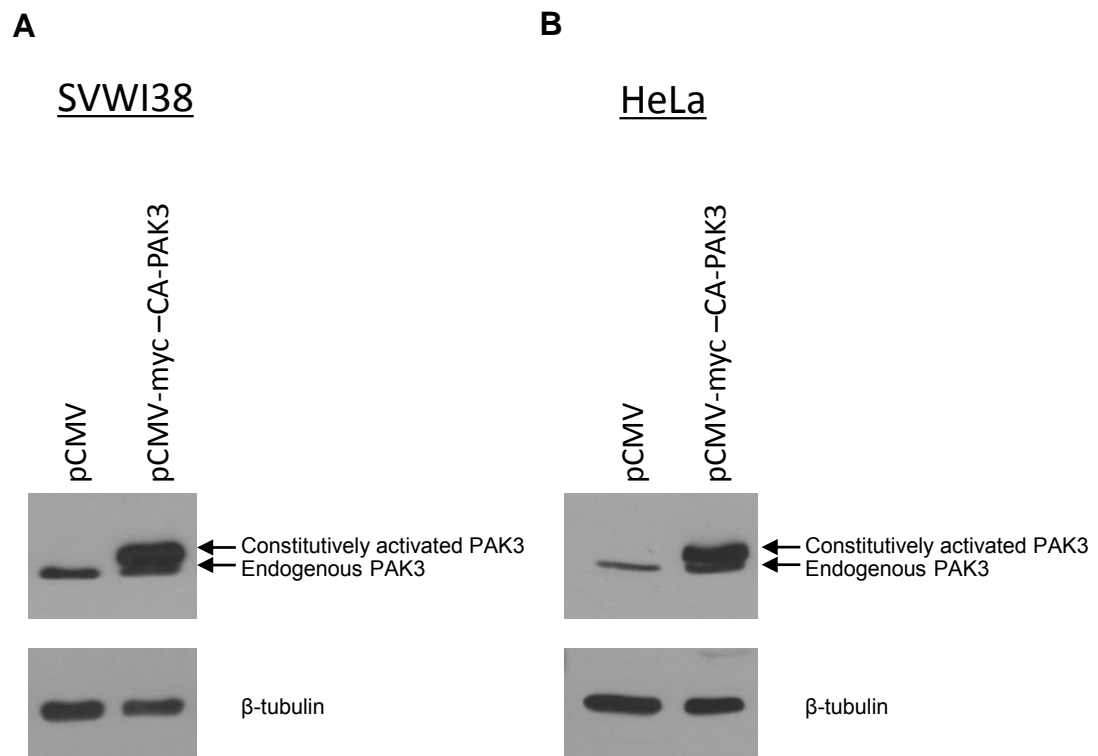 A
SVWI38
pCMV
pCMV-myc –CA-PAK3
Constitutively activated PAK3
Endogenous PAK3
β-tubulin
B
HeLa
pCMV
pCMV-myc –CA-PAK3
Constitutively activated PAK3
Endogenous PAK3
β-tubulin